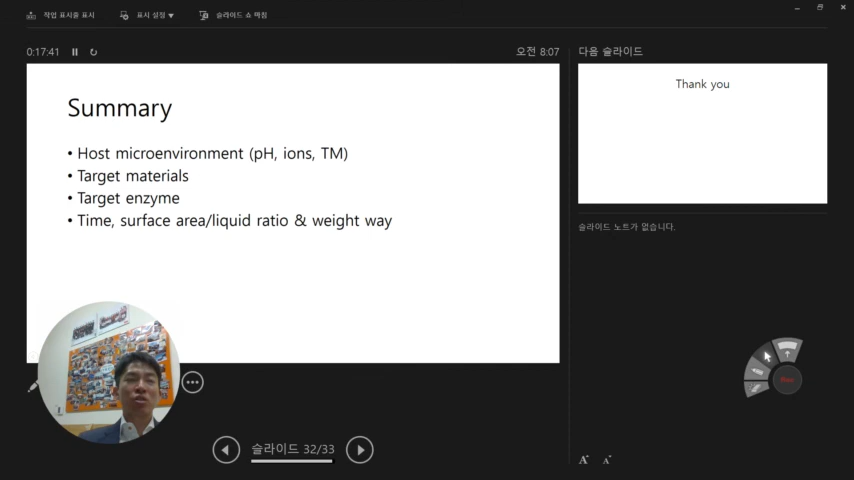 작업 표시줄 표시
표시 설정 ▼
슬라이드 쇼 마침
0:17:41
오전 8:07
다음 슬라이드
Summary
• Host microenvironment (pH, ions, TM)
• Target materials
• Target enzyme
• Time, surface area/liquid ratio & weight way
Thank you
슬라이드 노트가 없습니다.
Rec
슬라이드 32/33
A A